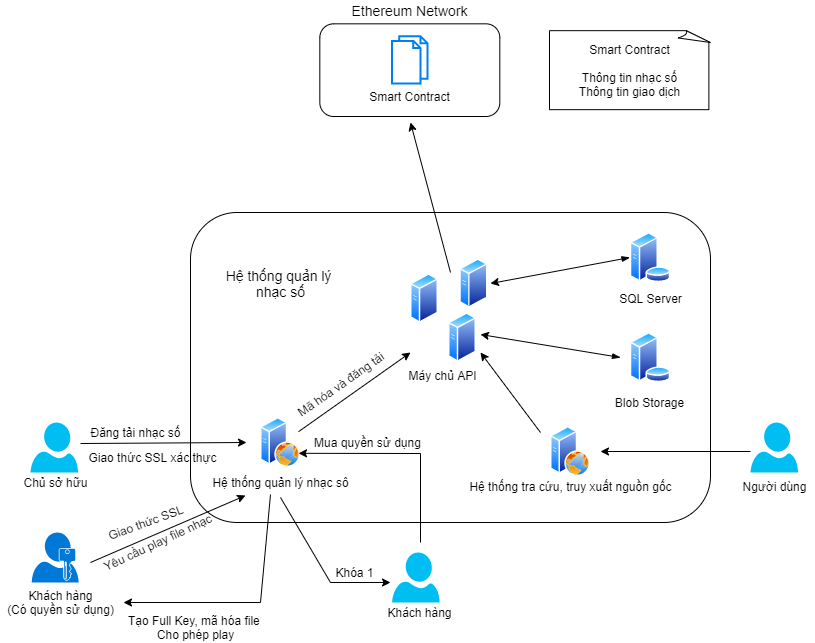 Ethereum Network
Smart Contract
Smart Contract
Thông tin nhạc số
Thông tin giao dịch
Hệ thống quản lý
nhạc số
SQL Server
Máy chủ API
Blob Storage
Mã hóa và đăng tải
Đăng tải nhạc số
Giao thức SSL xác thực
Chủ sở hữu
Mua quyền sử dụng
Hệ thống quản lý nhạc số
Hệ thống tra cứu, truy xuất nguồn gốc
Người dùng
Giao thức SSL
Yêu cầu play file nhạc
Khách hàng
(Có quyền sử dụng)
Khóa 1
Khách hàng
Tạo Full Key, mã hóa file
Cho phép play